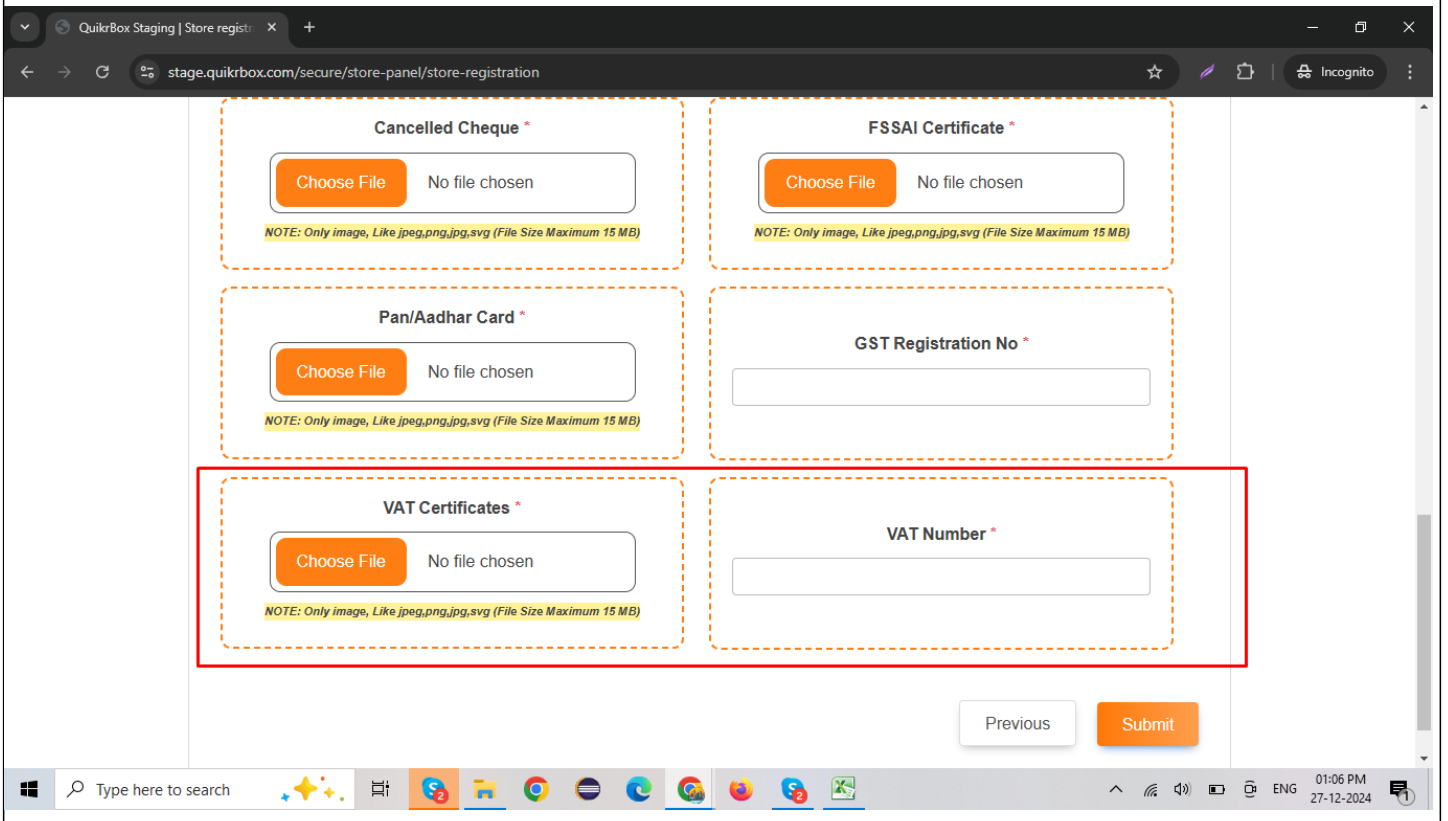 QuikrBox Staging | Store registr
stage.quikrbox.com/secure/store-panel/store-registration
Incognito
Cancelled Cheque *
Choose File No file chosen
NOTE: Only image, Like jpeg,png,jpg,svg (File Size Maximum 15 MB)
FSSAI Certificate *
Choose File No file chosen
NOTE: Only image, Like jpeg,png,jpg,svg (File Size Maximum 15 MB)
Pan/Aadhar Card *
Choose File No file chosen
NOTE: Only image, Like jpeg,png,jpg,svg (File Size Maximum 15 MB)
GST Registration No *
VAT Certificates *
Choose File No file chosen
NOTE: Only image, Like jpeg,png,jpg,svg (File Size Maximum 15 MB)
VAT Number *
Previous
Submit
Type here to search
2
2
ENG
01:06 PM
27-12-2024
1